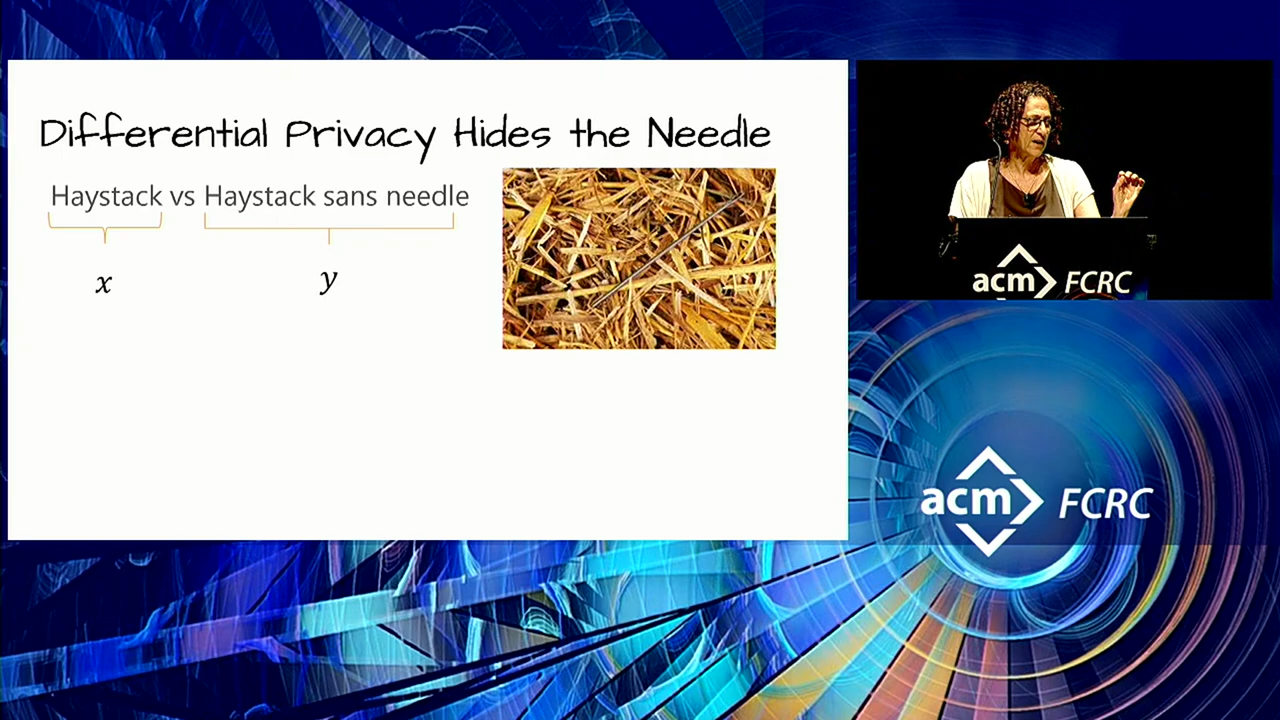 Differential Privacy Hides the Needle
Haystack vs Haystack sans needle
x
y
acm FCRC
acm FCRC